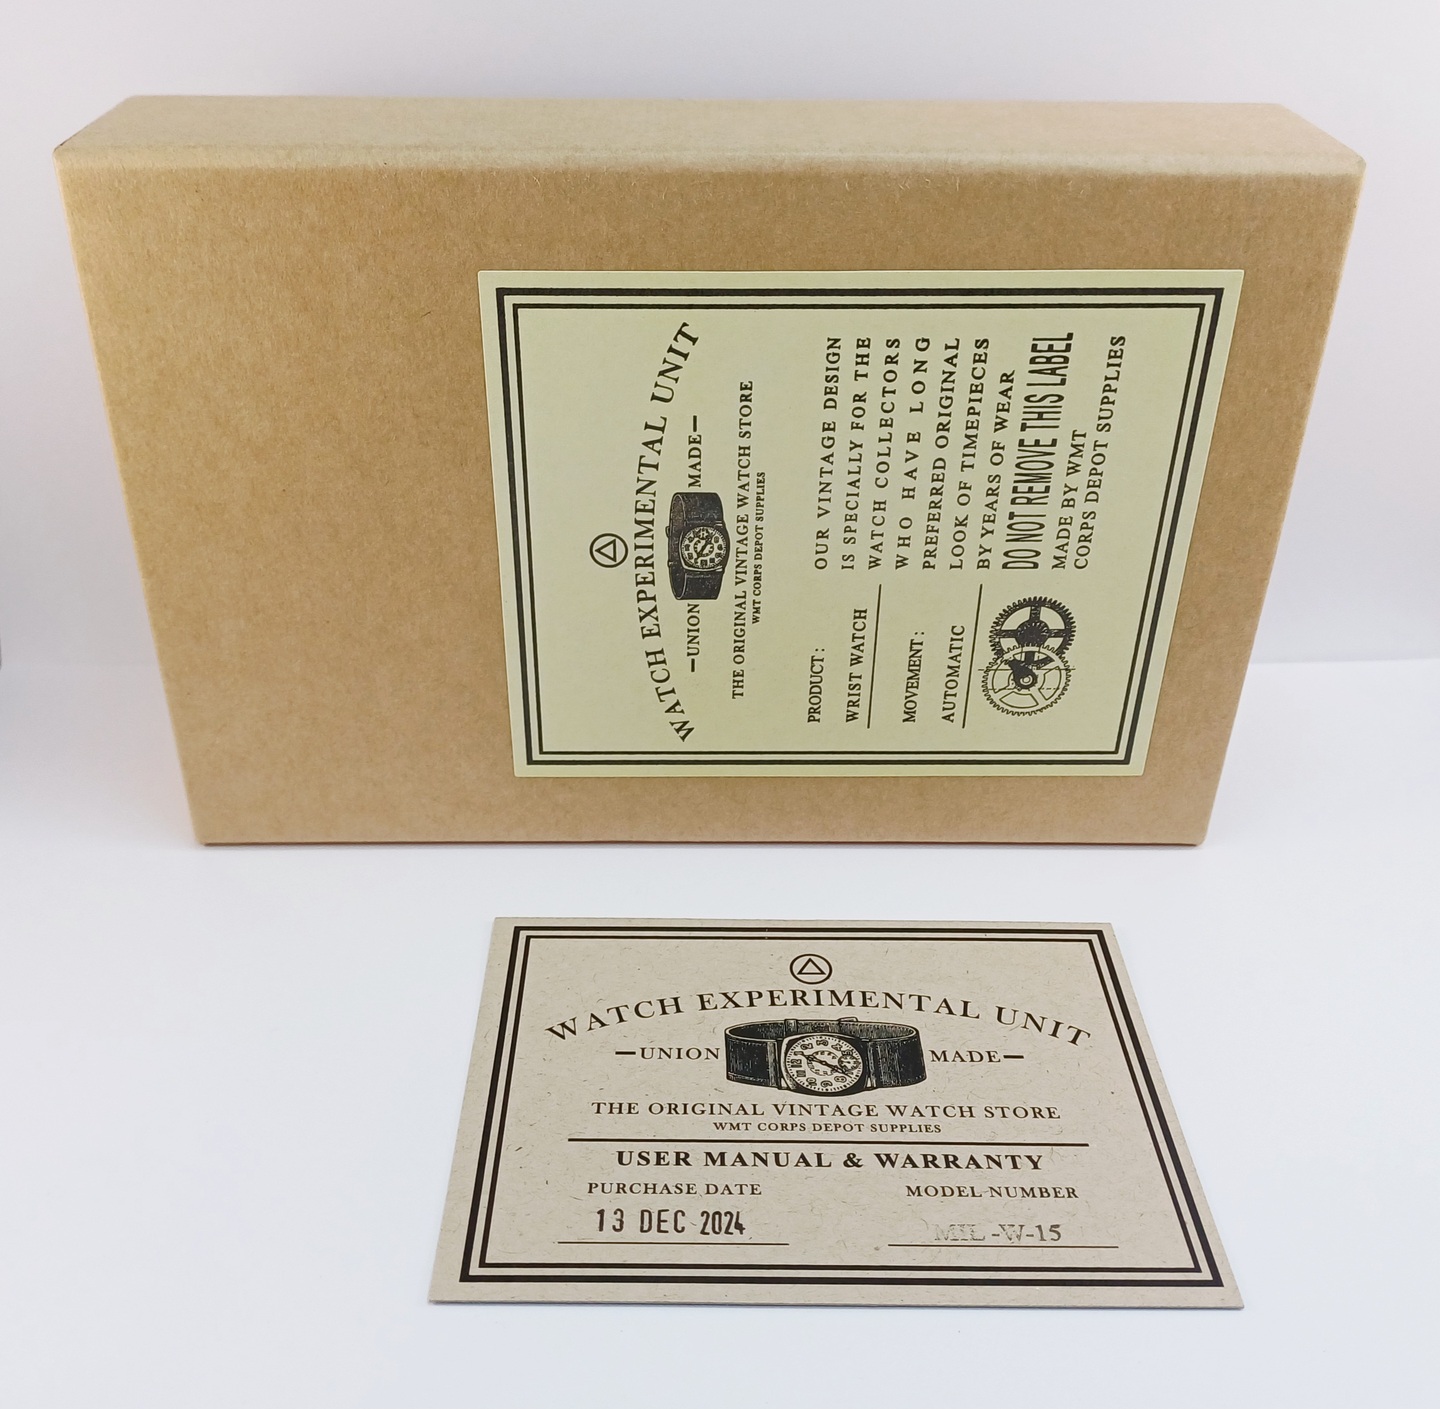 WATCH EXPERIMENTAL UNIT
UNION MADE
THE ORIGINAL VINTAGE WATCH STORE
WMT CORPS DEPOT SUPPLIES
PRODUCT:
WRIST WATCH
MOVEMENT:
AUTOMATIC
OUR VINTAGE DESIGN
IS SPECIALLY FOR THE
WATCH COLLECTORS
WHO HAVE LONG
PREFERRED ORIGINAL
LOOK OF TIMEPIECES
BY YEARS OF WEAR
DO NOT REMOVE THIS LABEL
MADE BY WMT
CORPS DEPOT SUPPLIES
WATCH EXPERIMENTAL UNIT
UNION MADE
THE ORIGINAL VINTAGE WATCH STORE
WMT CORPS DEPOT SUPPLIES
USER MANUAL & WARRANTY
PURCHASE DATE MODEL NUMBER
13 DEC 2024 MIL-W-15